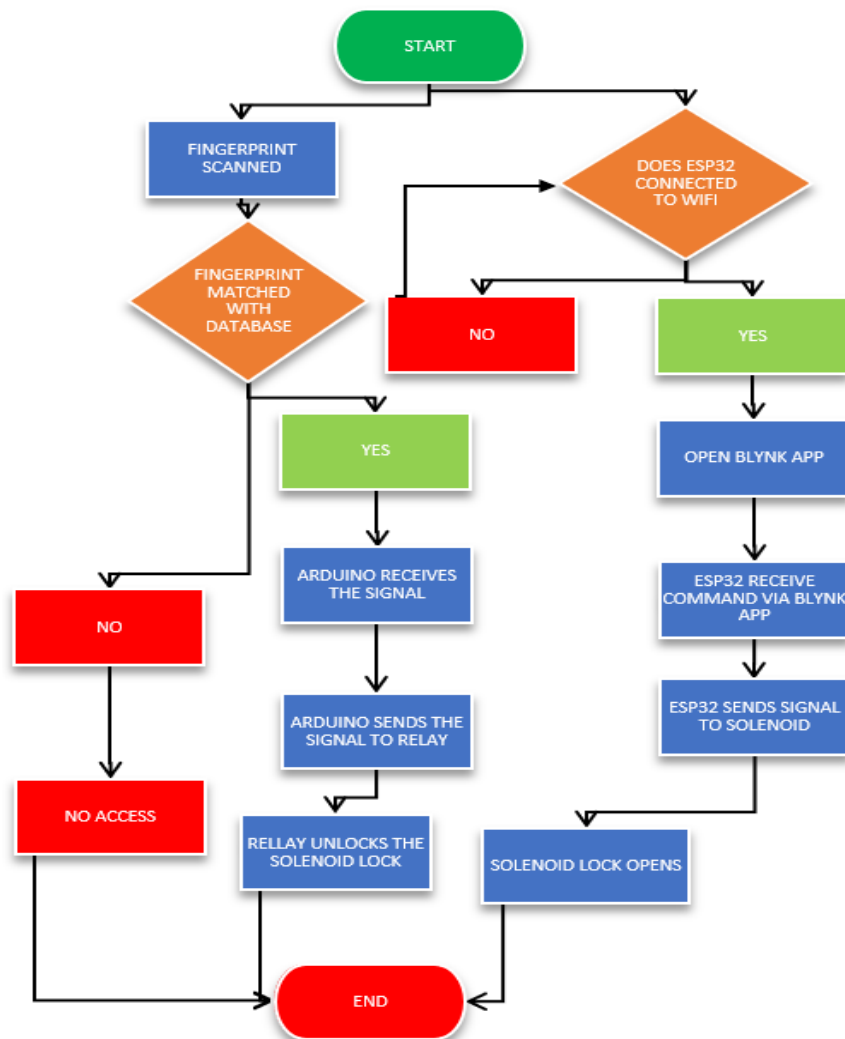 START
FINGERPRINT
SCANNED
DOES ESP32
CONNECTED
TO WIFI
FINGERPRINT
MATCHED
WITH
DATABASE
NO
YES
YES
OPEN BLYNK APP
ARDUINO RECEIVES
THE SIGNAL
ESP32 RECEIVE
COMMAND VIA BLYNK
APP
NO
ARDUINO SENDS THE
SIGNAL TO RELAY
ESP32 SENDS SIGNAL
TO SOLENOID
NO ACCESS
RELLAY UNLOCKS THE
SOLENOID LOCK
SOLENOID LOCK OPENS
END